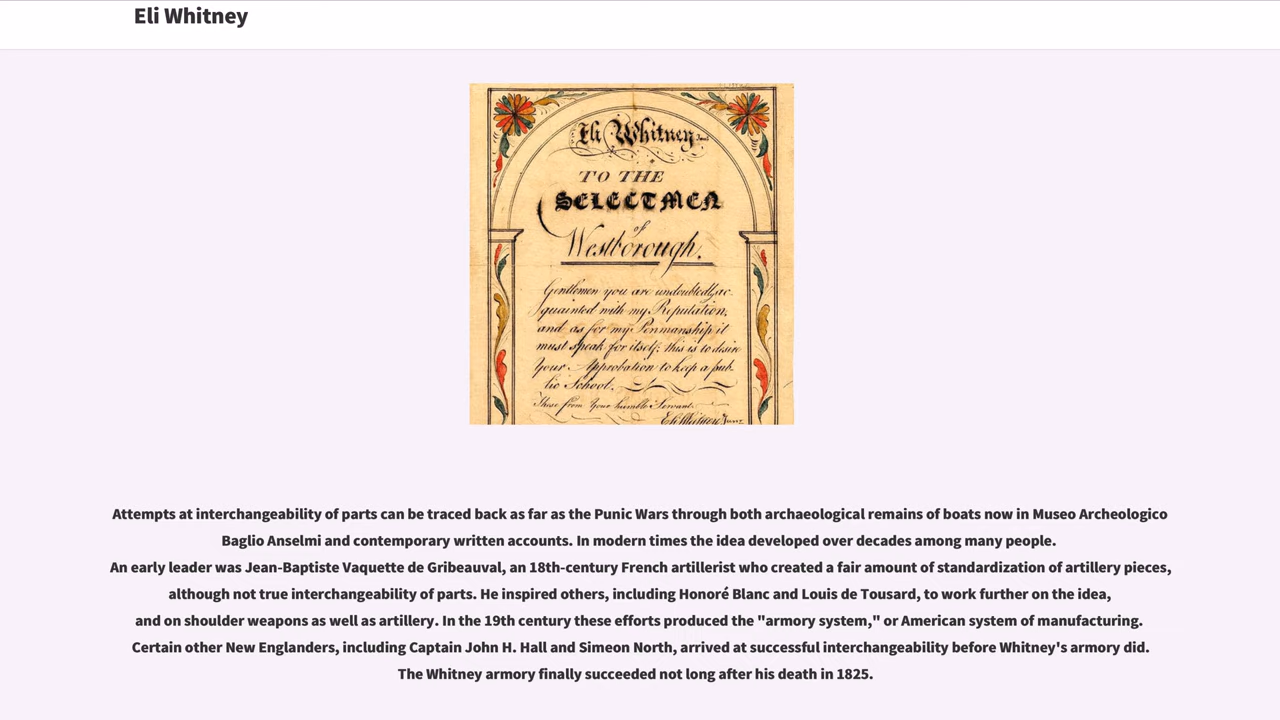 Eli Whitney
Eli Whitney Junr
TO THE
SELECTMEN
of
Westborough.
Gentlemen you are undoubtedly ac
quainted with my Reputation,
and as for my Penmanship it
must speak for itself; this is to desire
Your Approbation to keep a pub
lic School.
These from Your humble Servant
Eli Whitney Junr
Attempts at interchangeability of parts can be traced back as far as the Punic Wars through both archaeological remains of boats now in Museo Archeologico
Baglio Anselmi and contemporary written accounts. In modern times the idea developed over decades among many people.
An early leader was Jean-Baptiste Vaquette de Gribeauval, an 18th-century French artillerist who created a fair amount of standardization of artillery pieces,
although not true interchangeability of parts. He inspired others, including Honoré Blanc and Louis de Tousard, to work further on the idea,
and on shoulder weapons as well as artillery. In the 19th century these efforts produced the "armory system," or American system of manufacturing.
Certain other New Englanders, including Captain John H. Hall and Simeon North, arrived at successful interchangeability before Whitney's armory did.
The Whitney armory finally succeeded not long after his death in 1825.